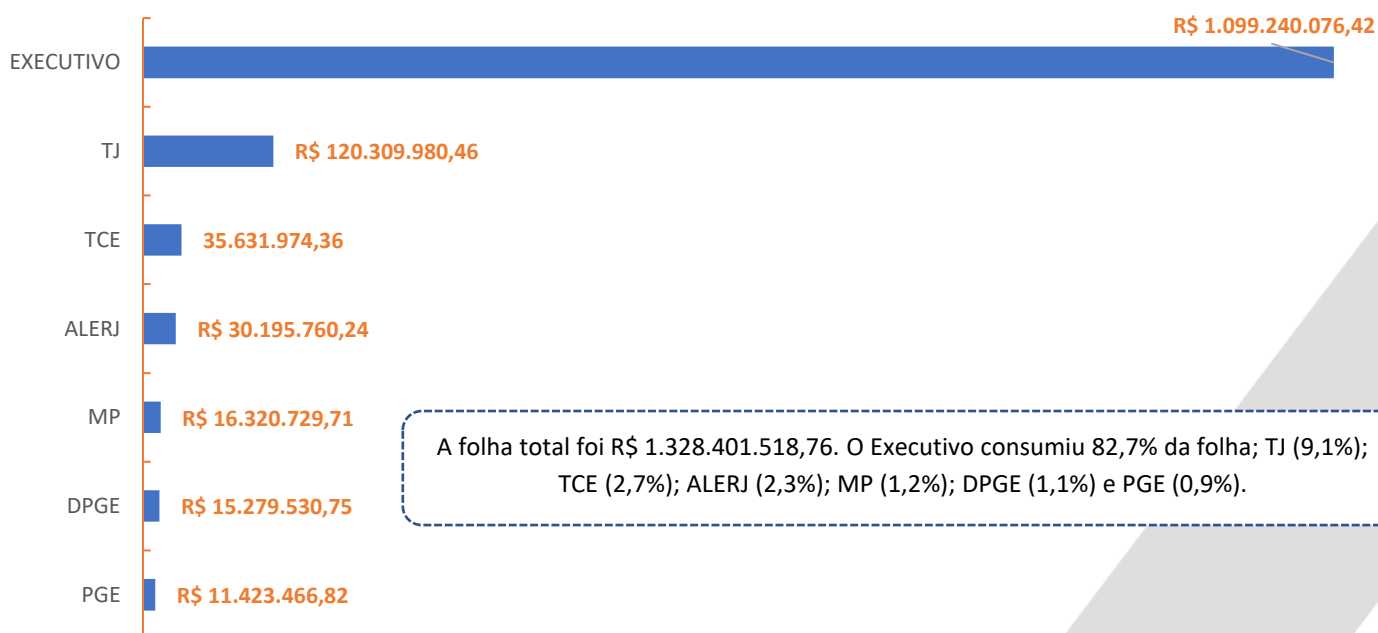 R$ 1.099.240.076,42
EXECUTIVO
TJ R$ 120.309.980,46
TCE 35.631.974,36
ALERJ R$ 30.195.760,24
MP R$ 16.320.729,71
A folha total foi R$ 1.328.401.518,76. O Executivo consumiu 82,7% da folha; TJ (9,1%);
TCE (2,7%); ALERJ (2,3%); MP (1,2%); DPGE (1,1%) e PGE (0,9%).
DPGE R$ 15.279.530,75
PGE R$ 11.423.466,82